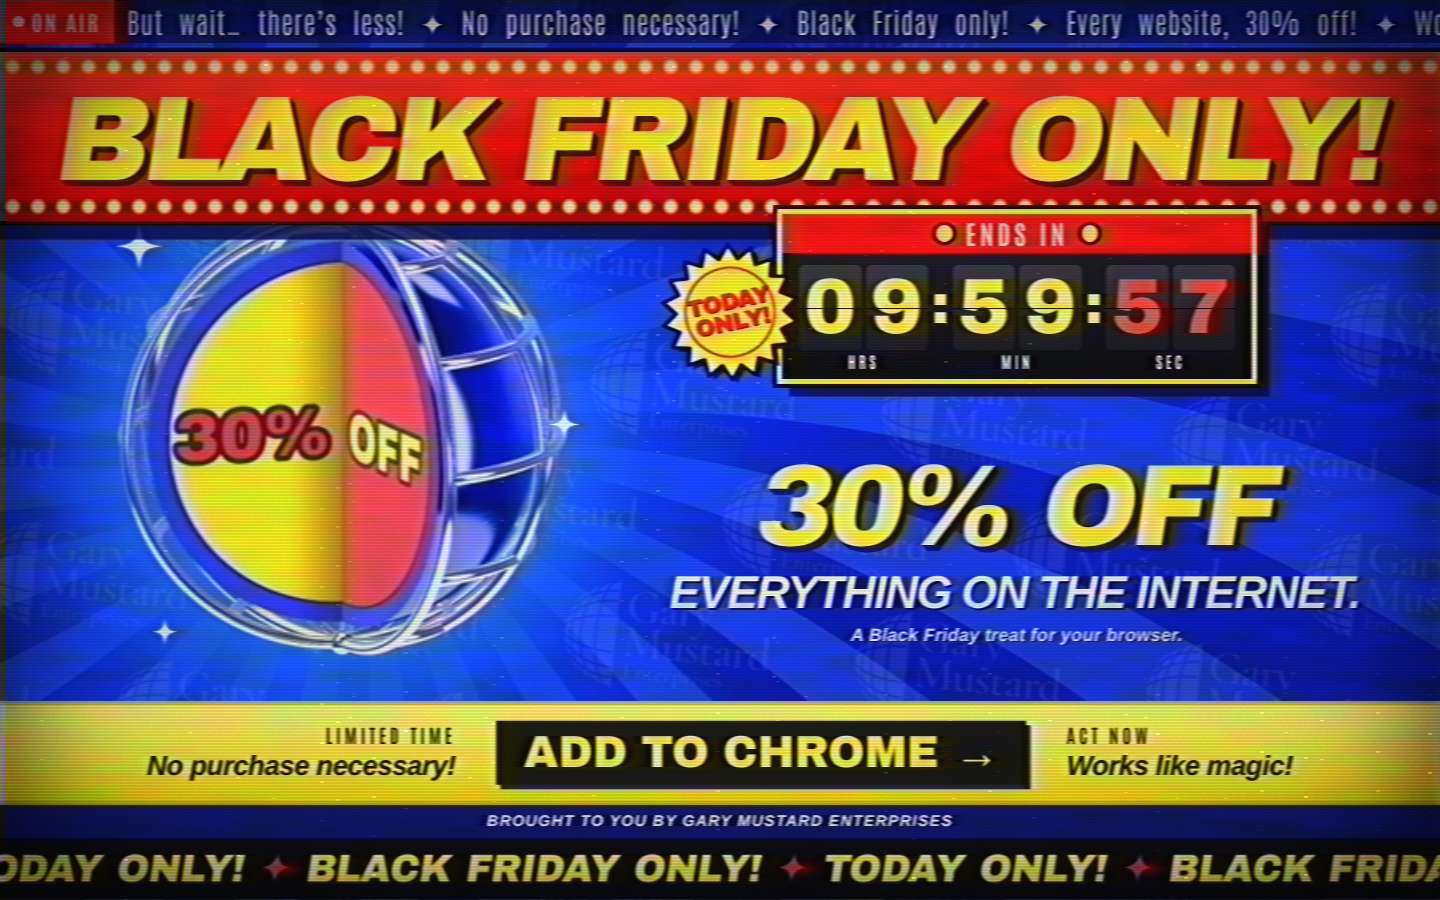 ON AIR But wait… there's less! ✦ No purchase necessary! ✦ Black Friday only! ✦ Every website, 30% off! ✦
BLACK FRIDAY ONLY!
ENDS IN
TODAY
ONLY!
09:59:57
HRS MIN SEC
30% OFF
30% OFF
EVERYTHING ON THE INTERNET.
A Black Friday treat for your browser.
LIMITED TIME
No purchase necessary!
ADD TO CHROME →
ACT NOW
Works like magic!
BROUGHT TO YOU BY GARY MUSTARD ENTERPRISES
ODAY ONLY! ✦ BLACK FRIDAY ONLY! ✦ TODAY ONLY! ✦ BLACK FRIDA
Gary
Mustard
Enterprises